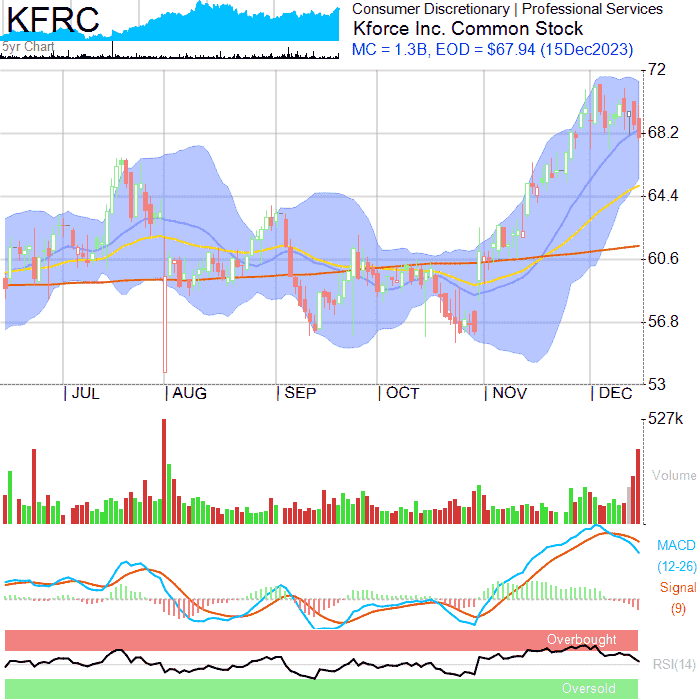 KFRC
5yr Chart
Consumer Discretionary | Professional Services
Kforce Inc. Common Stock
MC = 1.3B, EOD = $67.94 (15Dec2023)
72
68.2
64.4
60.6
56.8
53
| JUL | AUG | SEP | OCT | NOV | DEC
527k
Volume
MACD
(12-26)
Signal
(9)
Overbought
RSI(14)
Oversold